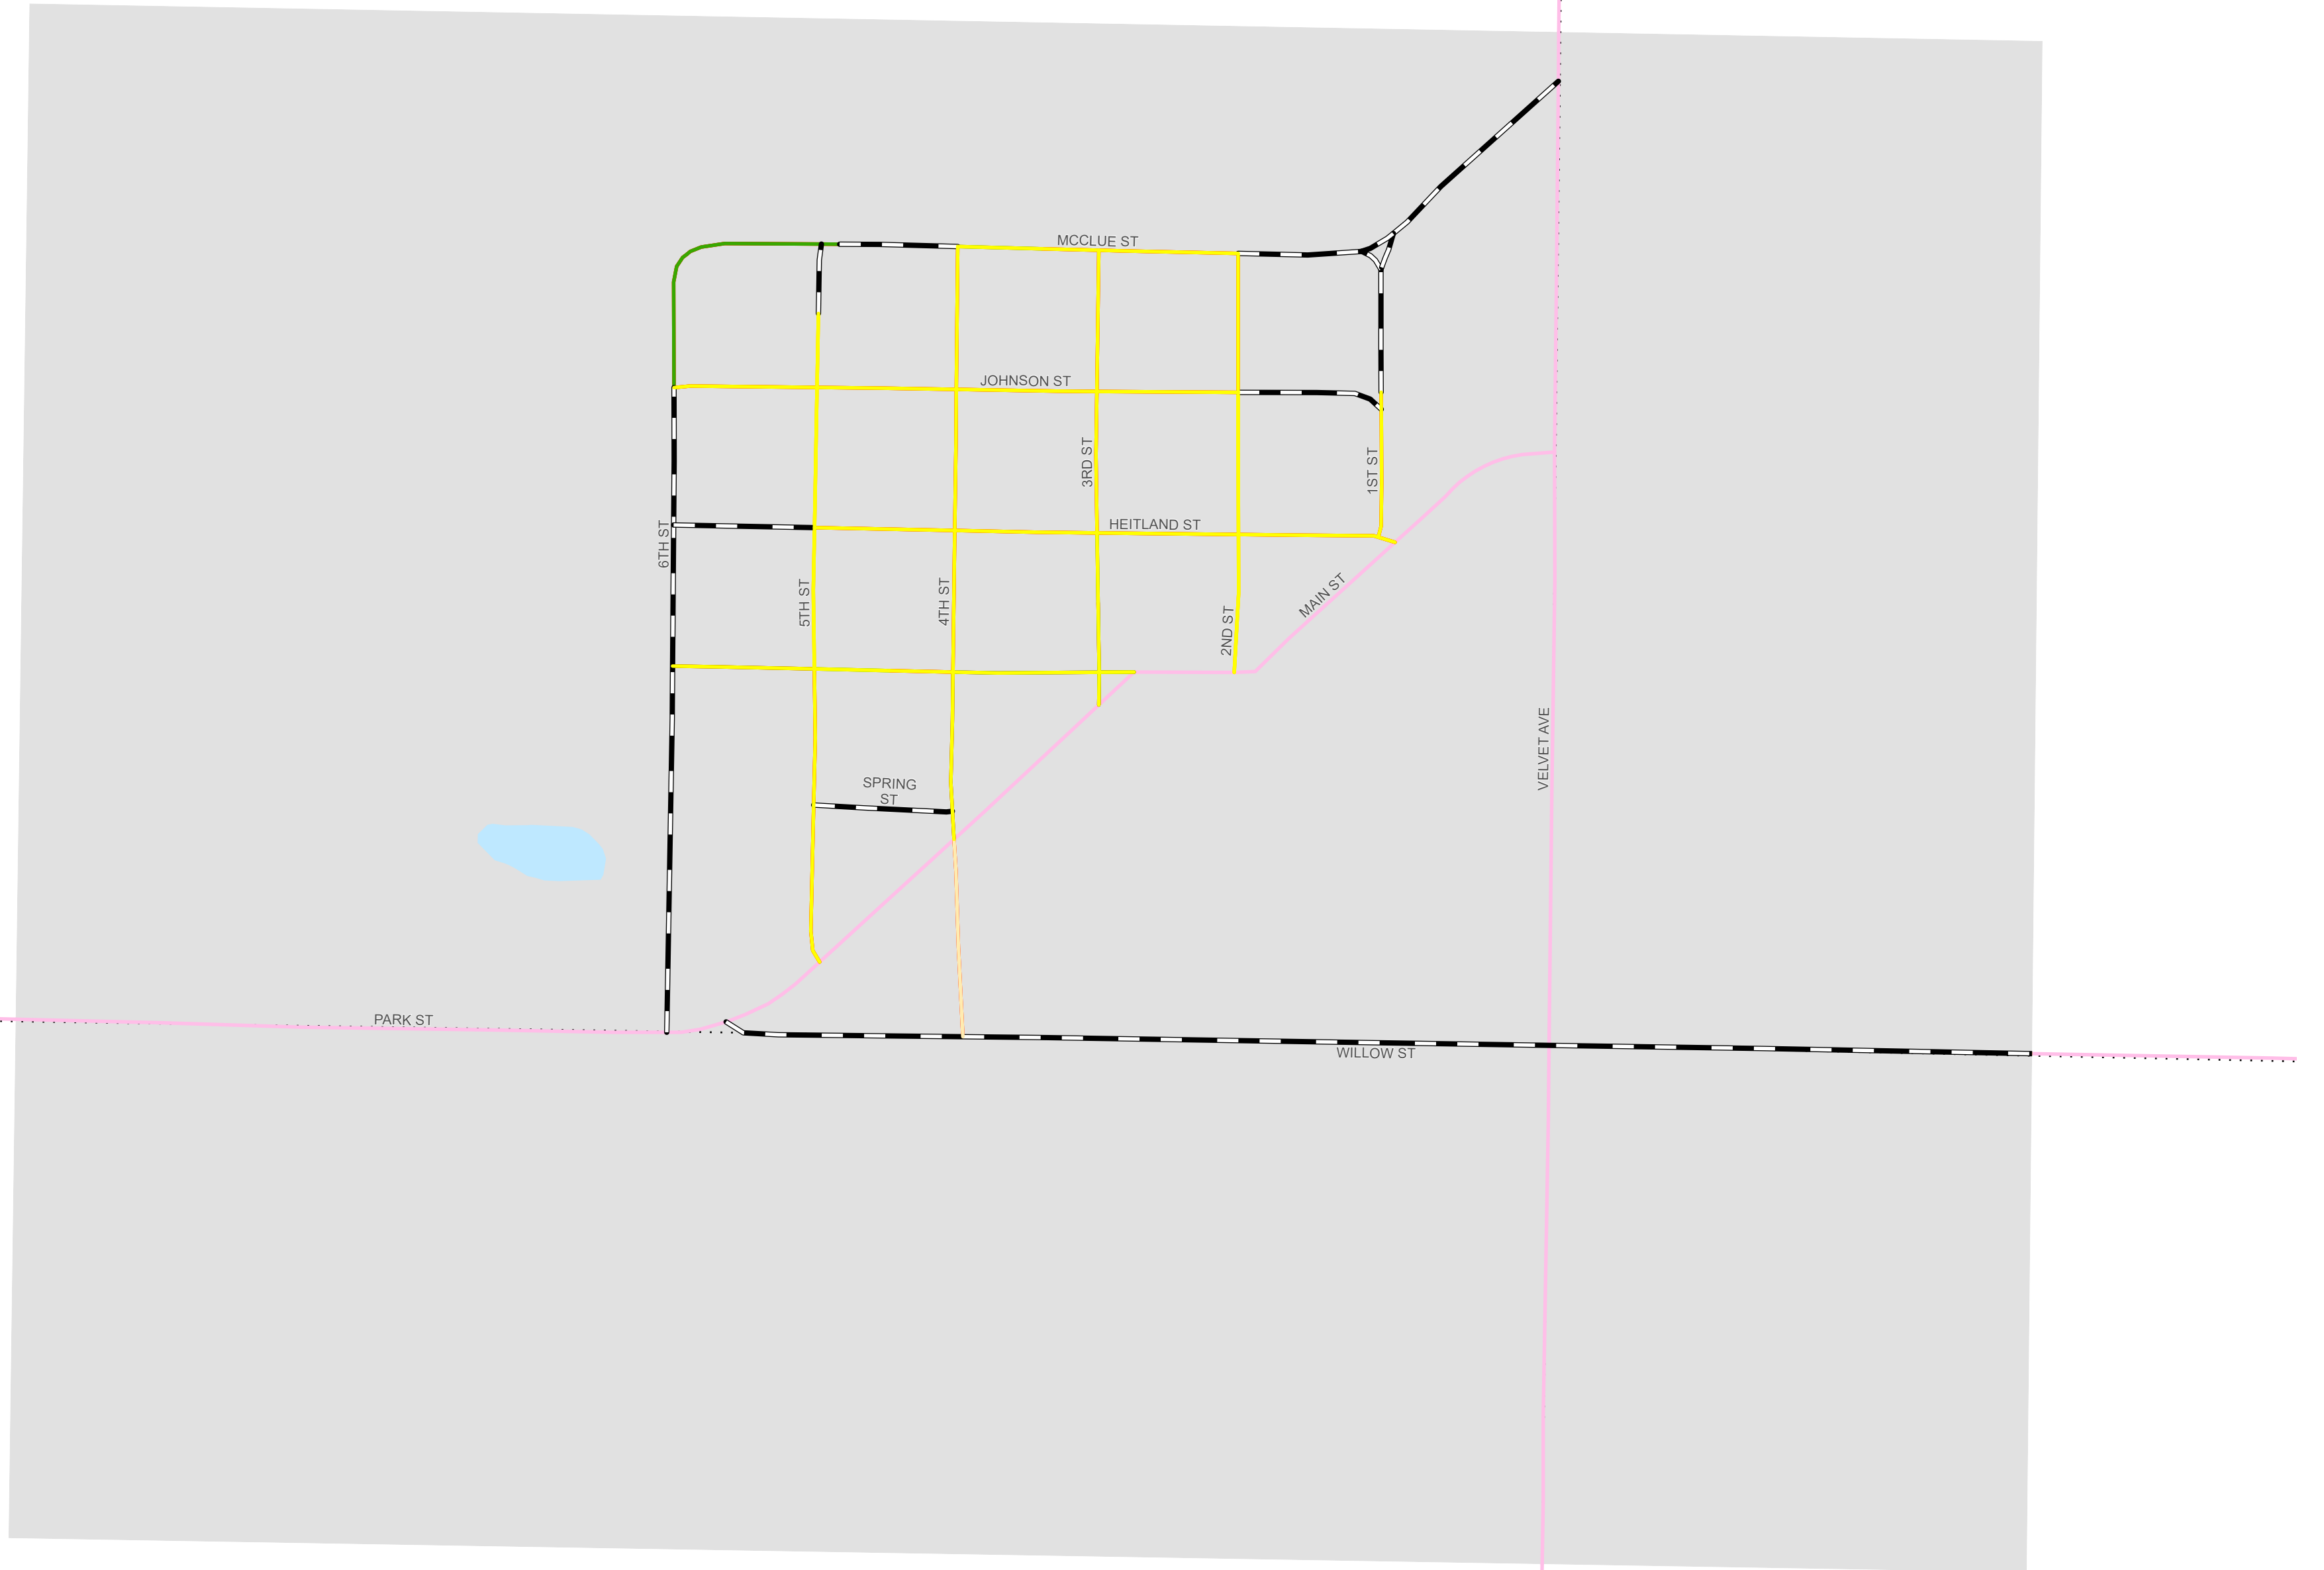 MCCLUE ST
JOHNSON ST
3RD ST
1ST ST
HEITLAND ST
6TH ST
5TH ST
4TH ST
2ND ST
MAIN ST
VELVET AVE
SPRING
ST
PARK ST
WILLOW ST